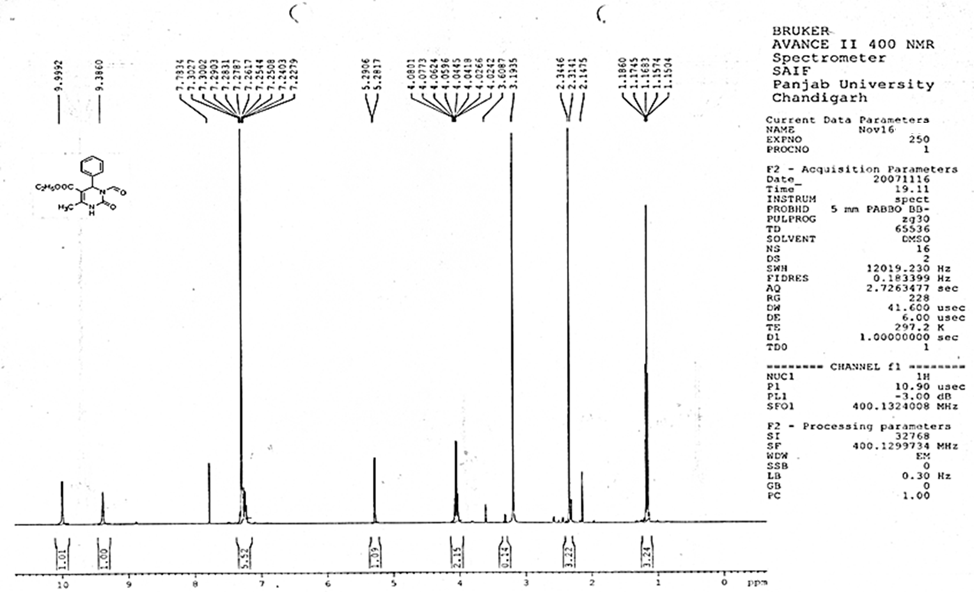 BRUKER
AVANCE II 400 NMR
Spectrometer
SAIF
Panjab University
Chandigarh
Current Data Parameters
NAME Nov16
EXPNO 250
PROCNO 1
F2 - Acquisition Parameters
Date_ 20071116
Time 19.11
INSTRUM spect
PROBHD 5 mm PABBO BB-
PULPROG zg30
TD 65536
SOLVENT DMSO
NS 16
DS 2
SWH 12019.230 Hz
FIDRES 0.183399 Hz
AQ 2.7263477 sec
RG 228
DW 41.600 usec
DE 6.00 usec
TE 297.2 K
D1 1.00000000 sec
TD0 1
======== CHANNEL f1 ========
NUC1 1H
P1 10.90 usec
PL1 -3.00 dB
SFO1 400.1324008 MHz
F2 - Processing parameters
SI 32768
SF 400.1299734 MHz
WDW EM
SSB 0
LB 0.30 Hz
GB 0
PC 1.00
9.9992
9.3860
7.7834
7.3027
7.3002
7.2903
7.2831
7.2787
7.2617
7.2544
7.2508
7.2403
7.2279
5.2906
5.2817
4.0801
4.0773
4.0624
4.0596
4.0445
4.0418
4.0266
4.0242
3.6087
3.1935
2.3446
2.3141
2.1475
1.1860
1.1745
1.1683
1.1574
1.1504
C₂H₅OOC
N
O
H₃C
N
H
O
1.01
1.00
5.52
1.09
2.15
0.14
3.22
3.24
10 9 8 7 6 5 4 3 2 1 0 ppm